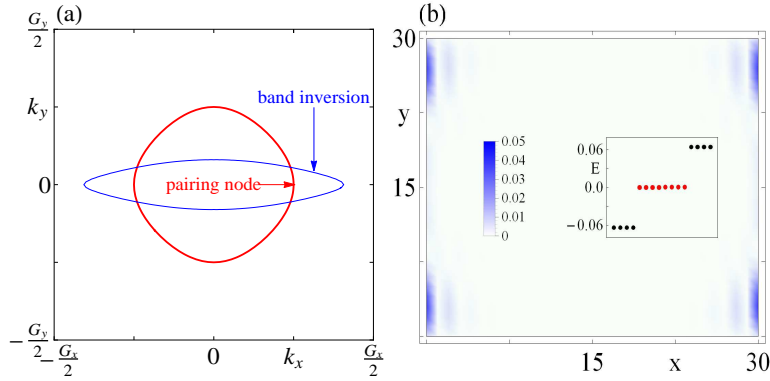 (a)
G_y/2
k_y
0
-G_y/2
-G_x/2
0
k_x
G_x/2
band inversion
pairing node
(b)
30
y
15
15
x
30
0.05
0.04
0.03
0.02
0.01
0
0.06
E
0.0
−0.06